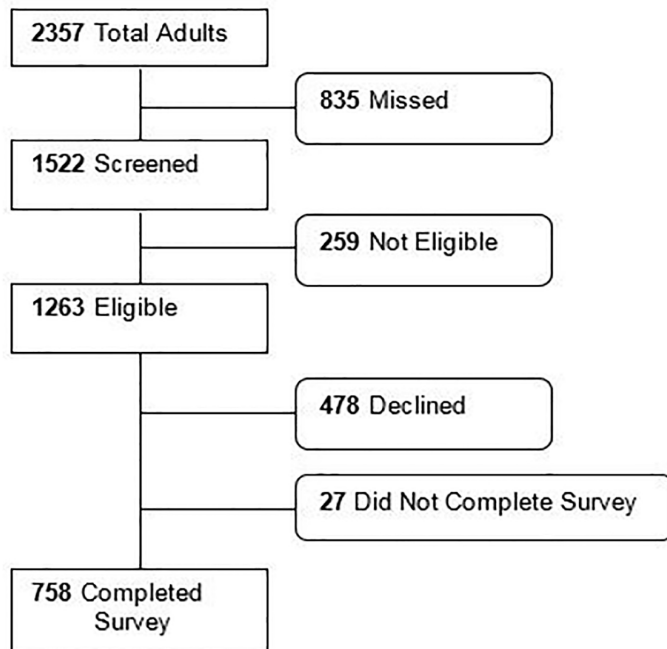 2357 Total Adults
835 Missed
1522 Screened
259 Not Eligible
1263 Eligible
478 Declined
27 Did Not Complete Survey
758 Completed
Survey